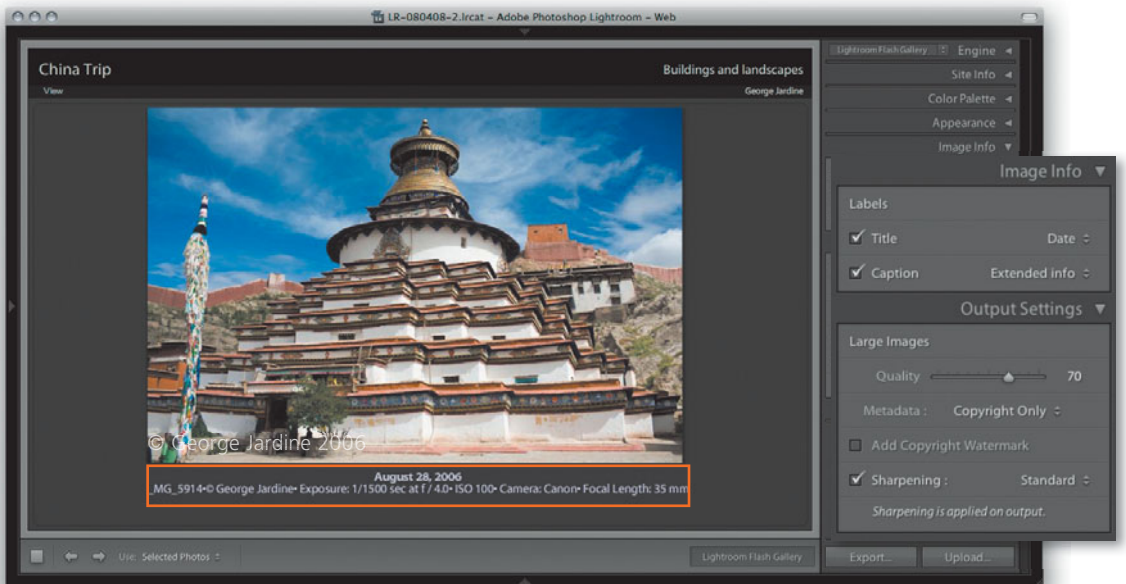 LR-080408-2.lrcat – Adobe Photoshop Lightroom – Web
China Trip
Buildings and landscapes
View
George Jardine
© George Jardine 2006
August 28, 2006
_MG_5914•© George Jardine• Exposure: 1/1500 sec at f / 4.0• ISO 100• Camera: Canon• Focal Length: 35 mm
Use: Selected Photos
Lightroom Flash Gallery
Lightroom Flash Gallery Engine
Site Info
Color Palette
Appearance
Image Info
Image Info
Labels
Title Date
Caption Extended info
Output Settings
Large Images
Quality 70
Metadata : Copyright Only
Add Copyright Watermark
Sharpening : Standard
Sharpening is applied on output.
Export... Upload...